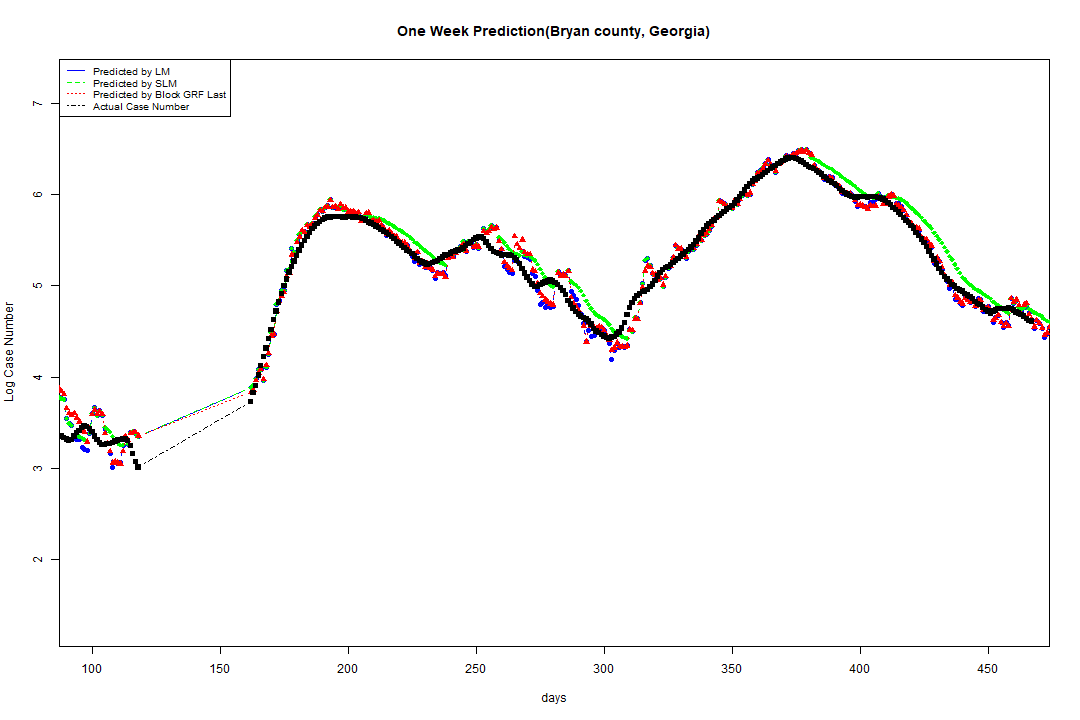 One Week Prediction(Bryan county, Georgia)
Predicted by LM
Predicted by SLM
Predicted by Block GRF Last
Actual Case Number
7
6
5
4
3
2
Log Case Number
100 150 200 250 300 350 400 450
days